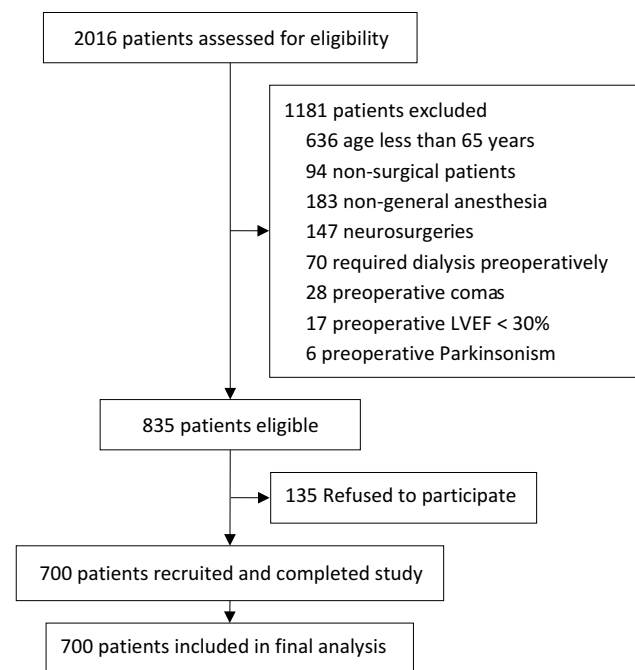 2016 patients assessed for eligibility
1181 patients excluded
636 age less than 65 years
94 non-surgical patients
183 non-general anesthesia
147 neurosurgeries
70 required dialysis preoperatively
28 preoperative comas
17 preoperative LVEF < 30%
6 preoperative Parkinsonism
835 patients eligible
135 Refused to participate
700 patients recruited and completed study
700 patients included in final analysis